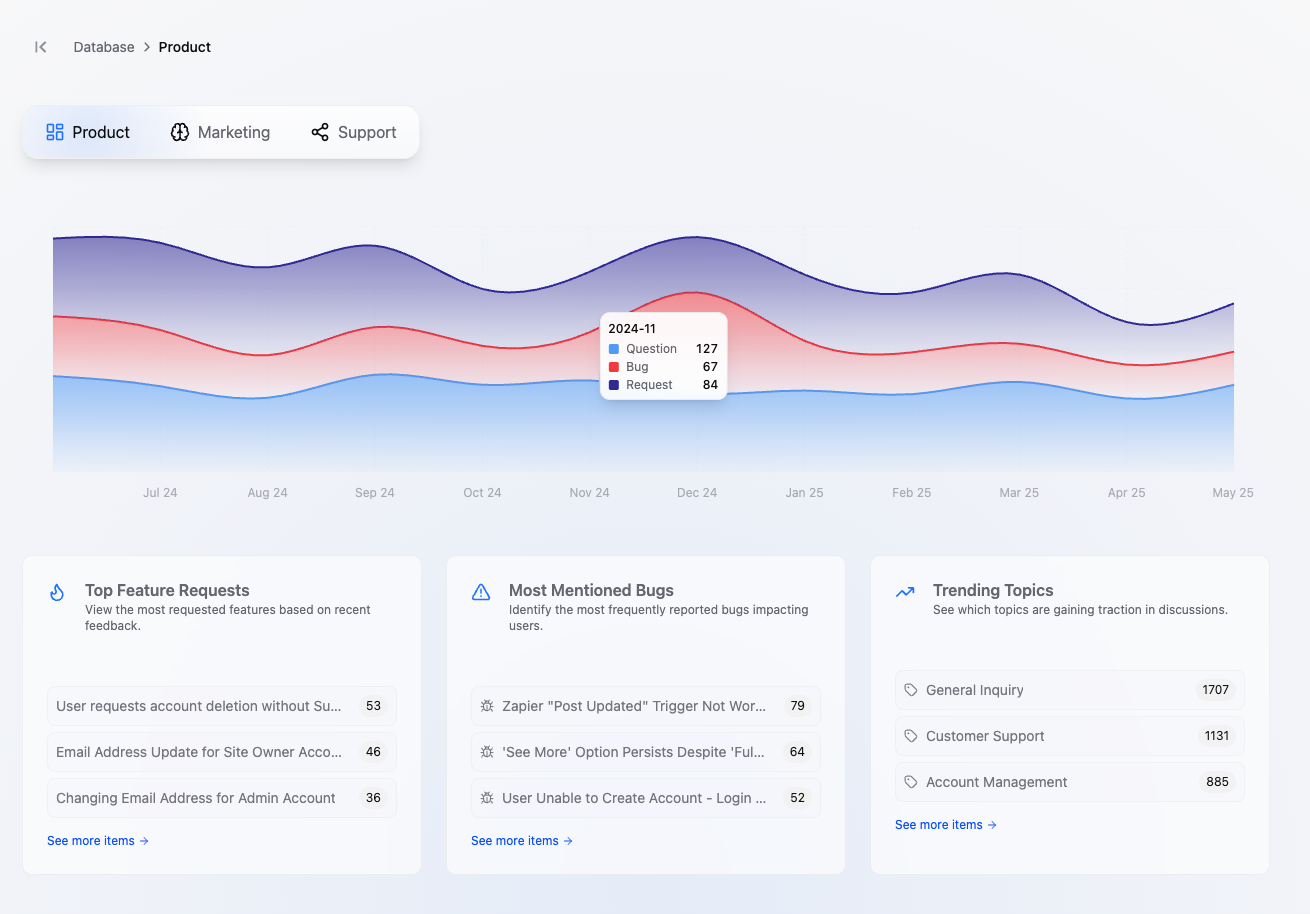 Database > Product
Product Marketing Support
2024-11
Question 127
Bug 67
Request 84
Jul 24 Aug 24 Sep 24 Oct 24 Nov 24 Dec 24 Jan 25 Feb 25 Mar 25 Apr 25 May 25
Top Feature Requests
View the most requested features based on recent
feedback.
User requests account deletion without Su... 53
Email Address Update for Site Owner Acco... 46
Changing Email Address for Admin Account 36
See more items →
Most Mentioned Bugs
Identify the most frequently reported bugs impacting
users.
Zapier "Post Updated" Trigger Not Wor... 79
'See More' Option Persists Despite 'Ful... 64
User Unable to Create Account - Login ... 52
See more items →
Trending Topics
See which topics are gaining traction in discussions.
General Inquiry 1707
Customer Support 1131
Account Management 885
See more items →